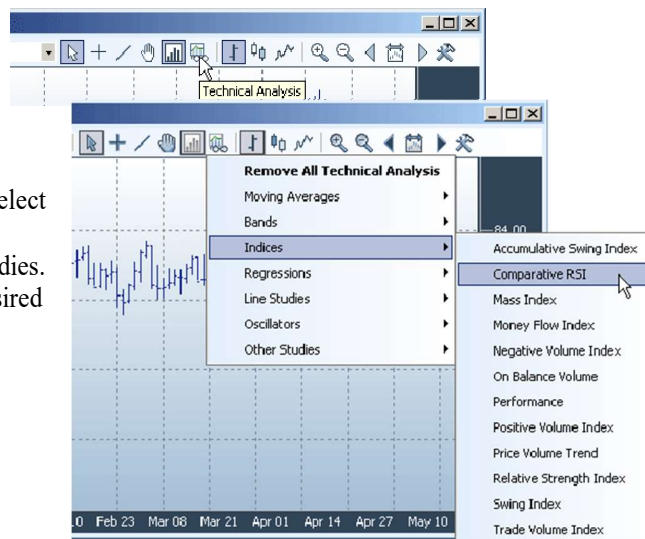 Technical Analysis
elect
dies.
sired
Remove All Technical Analysis
Moving Averages
Bands
Indices
Regressions
Line Studies
Oscillators
Other Studies
84.00
Accumulative Swing Index
Comparative RSI
Mass Index
Money Flow Index
Negative Volume Index
On Balance Volume
Performance
Positive Volume Index
Price Volume Trend
Relative Strength Index
Swing Index
Trade Volume Index
.0 Feb 23 Mar 08 Mar 21 Apr 01 Apr 14 Apr 27 May 10